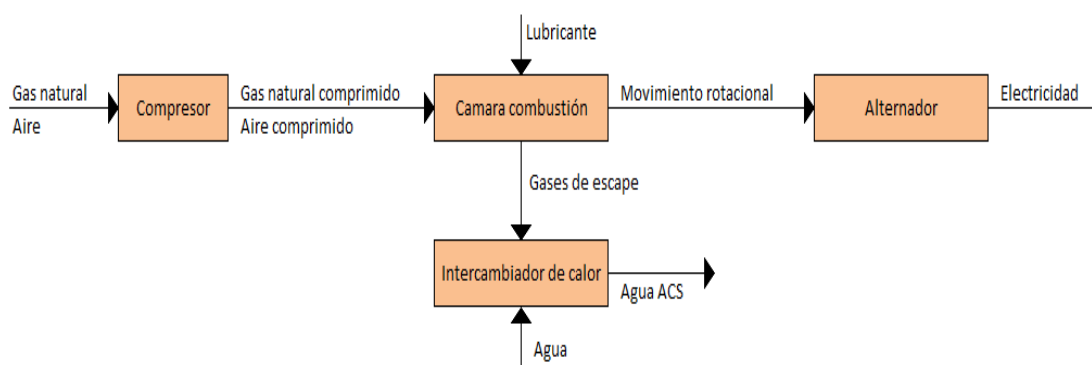 Lubricante
Gas natural
Aire
Compresor
Gas natural comprimido
Aire comprimido
Camara combustión
Movimiento rotacional
Alternador
Electricidad
Gases de escape
Intercambiador de calor
Agua ACS
Agua